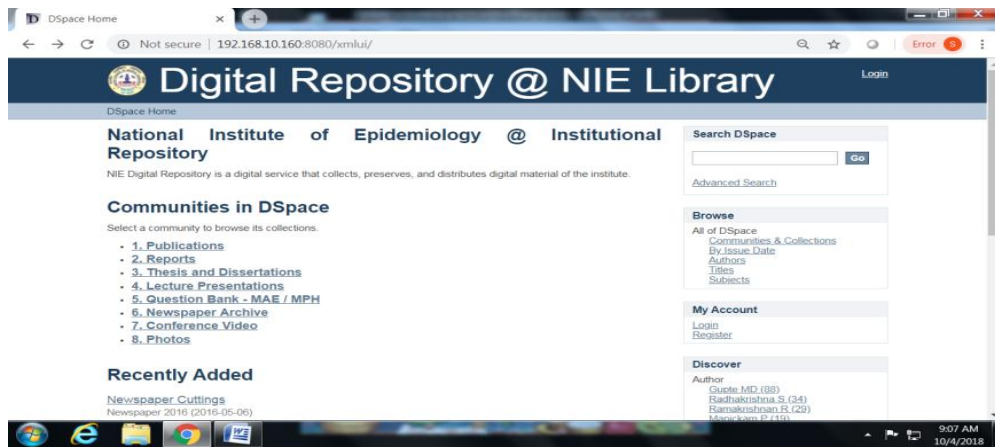 DSpace Home
Not secure | 192.168.10.160:8080/xmlui/
Error S
Digital Repository @ NIE Library
Login
DSpace Home
National Institute of Epidemiology @ Institutional
Repository
NIE Digital Repository is a digital service that collects, preserves, and distributes digital material of the institute.
Communities in DSpace
Select a community to browse its collections.
1. Publications
2. Reports
3. Thesis and Dissertations
4. Lecture Presentations
5. Question Bank - MAE / MPH
6. Newspaper Archive
7. Conference Video
8. Photos
Recently Added
Newspaper Cuttings
Newspaper 2016 (2016-05-06)
Search DSpace
Go
Advanced Search
Browse
All of DSpace
Communities & Collections
By Issue Date
Authors
Titles
Subjects
My Account
Login
Register
Discover
Author
Gupte MD (88)
Radhakrishna S (34)
Ramakrishnan R (29)
Manickam P (19)
9:07 AM
10/4/2018